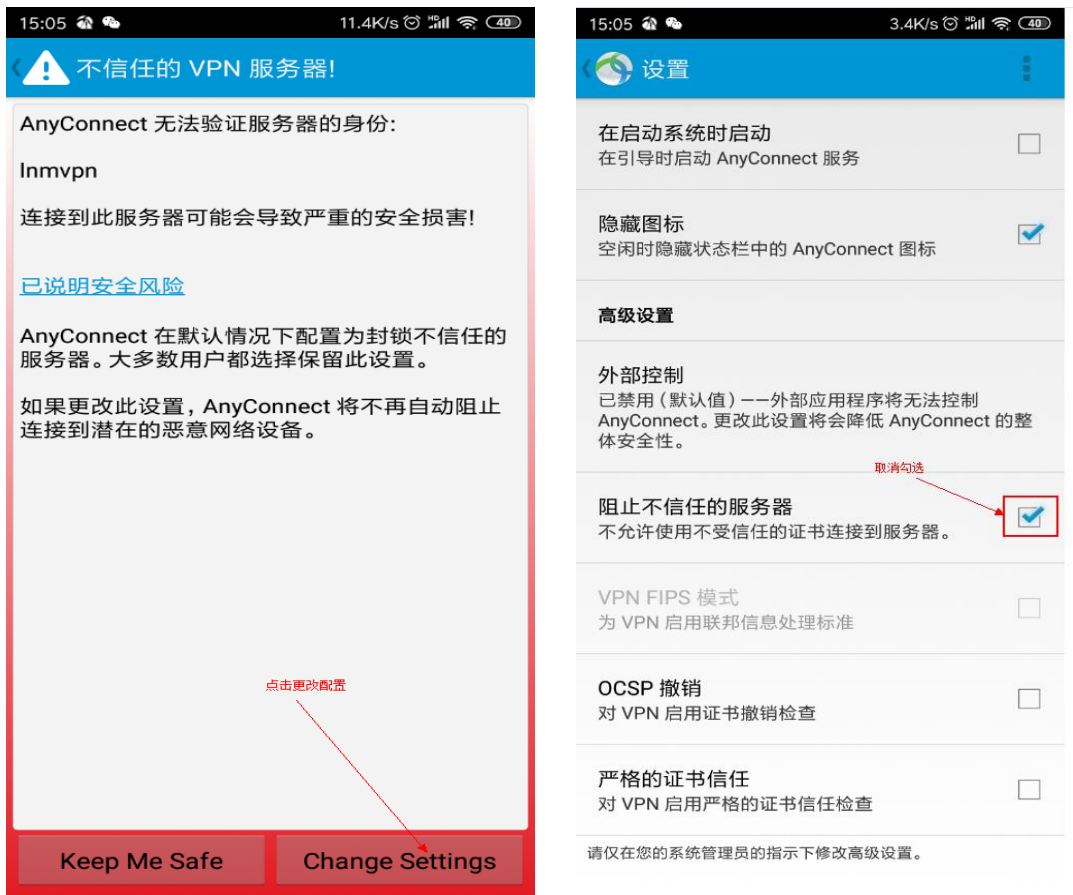 15:05
11.4K/s HD 40
不信任的 VPN 服务器!
AnyConnect 无法验证服务器的身份:
lnmvpn
连接到此服务器可能会导致严重的安全损害!
已说明安全风险
AnyConnect 在默认情况下配置为封锁不信任的
服务器。大多数用户都选择保留此设置。
如果更改此设置，AnyConnect 将不再自动阻止
连接到潜在的恶意网络设备。
点击更改配置
Keep Me Safe
Change Settings
15:05
3.4K/s HD 40
设置
在启动系统时启动
在引导时启动 AnyConnect 服务
隐藏图标
空闲时隐藏状态栏中的 AnyConnect 图标
高级设置
外部控制
已禁用（默认值）——外部应用程序将无法控制
AnyConnect。更改此设置将会降低 AnyConnect 的整
体安全性。
取消勾选
阻止不信任的服务器
不允许使用不受信任的证书连接到服务器。
VPN FIPS 模式
为 VPN 启用联邦信息处理标准
OCSP 撤销
对 VPN 启用证书撤销检查
严格的证书信任
对 VPN 启用严格的证书信任检查
请仅在您的系统管理员的指示下修改高级设置。